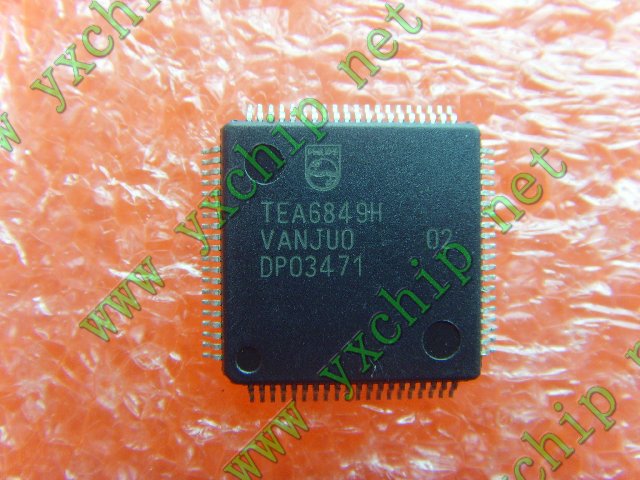 PHILIPS
TEA6849H
VANJU0 02
DP03471
www yxchip net
www yxchip net
www yxchip net